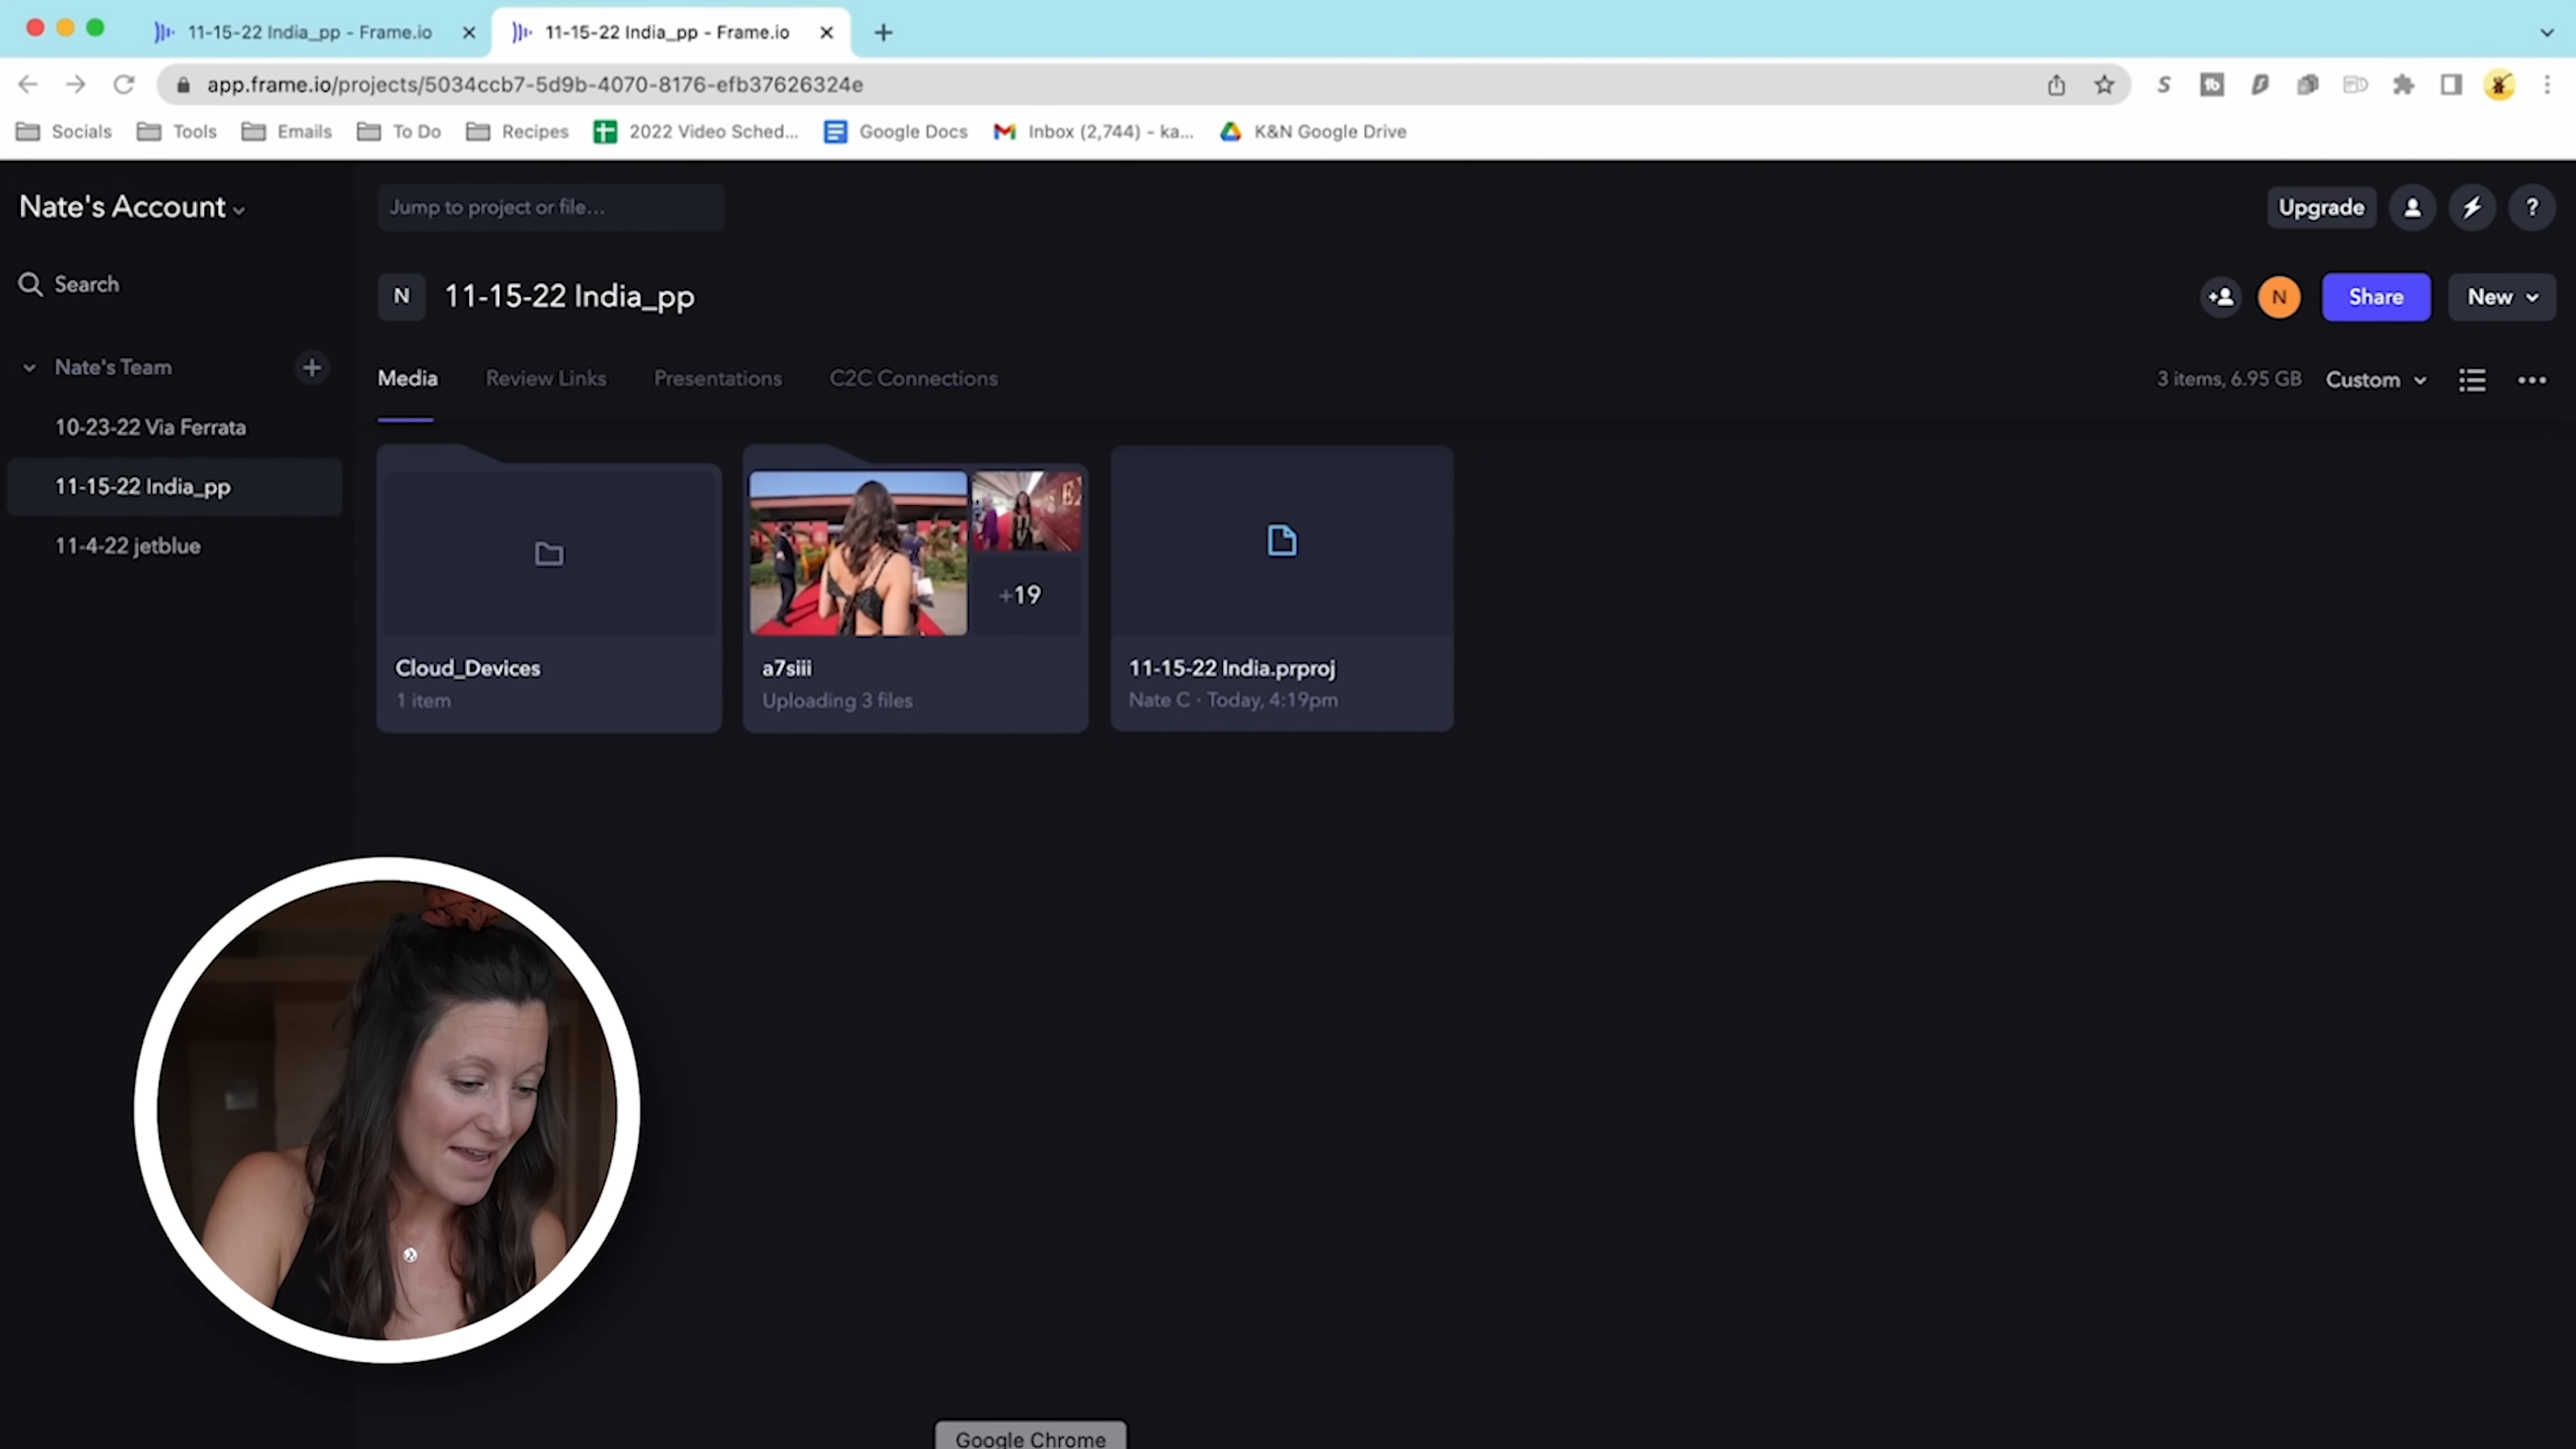 11-15-22 India_pp - Frame.io
11-15-22 India_pp - Frame.io
app.frame.io/projects/5034ccb7-5d9b-4070-8176-efb37626324e
Socials Tools Emails To Do Recipes 2022 Video Sched... Google Docs Inbox (2,744) - ka... K&N Google Drive
Nate's Account
Jump to project or file...
Upgrade
?
Search
N 11-15-22 India_pp
N
Share
New
Nate's Team
10-23-22 Via Ferrata
11-15-22 India_pp
11-4-22 jetblue
Media Review Links Presentations C2C Connections
3 items, 6.95 GB Custom
Cloud_Devices
1 item
+19
a7siii
Uploading 3 files
11-15-22 India.prproj
Nate C · Today, 4:19pm
Google Chrome